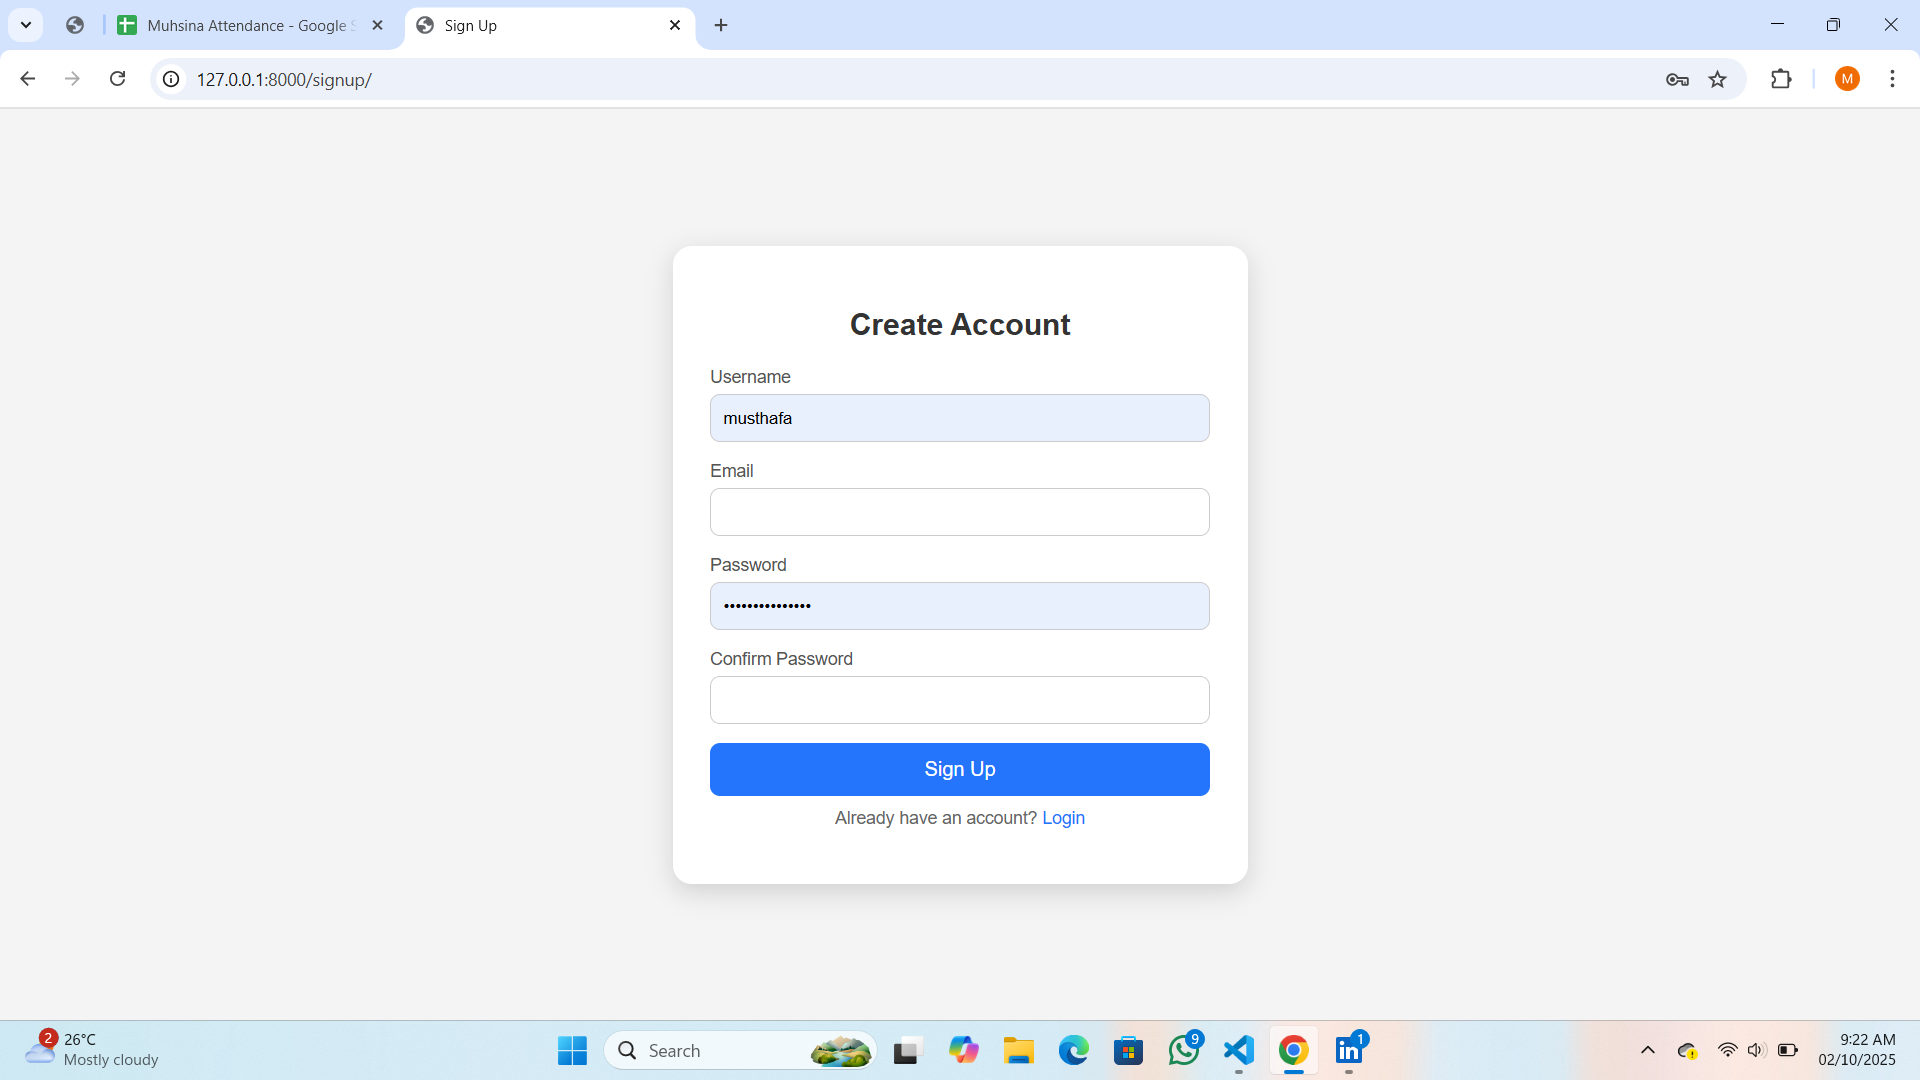 Muhsina Attendance - Google S
Sign Up
127.0.0.1:8000/signup/
M
Create Account
Username
musthafa
Email
Password
•••••••••••••••
Confirm Password
Sign Up
Already have an account? Login
2
26°C
Mostly cloudy
Search
9
1
9:22 AM
02/10/2025